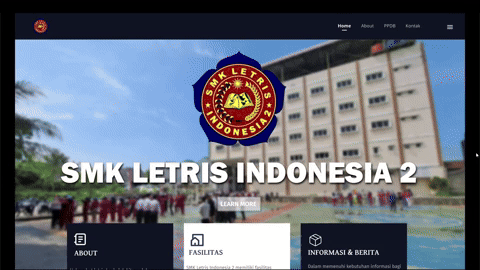 Home About PPDB Kontak
SMK LETRIS
INDONESIA 2
SMK LETRIS INDONESIA 2
LEARN MORE
ABOUT
FASILITAS
SMK Letris Indonesia 2 memiliki fasilitas
INFORMASI & BERITA
Dalam memenuhi kebutuhan informasi bagi